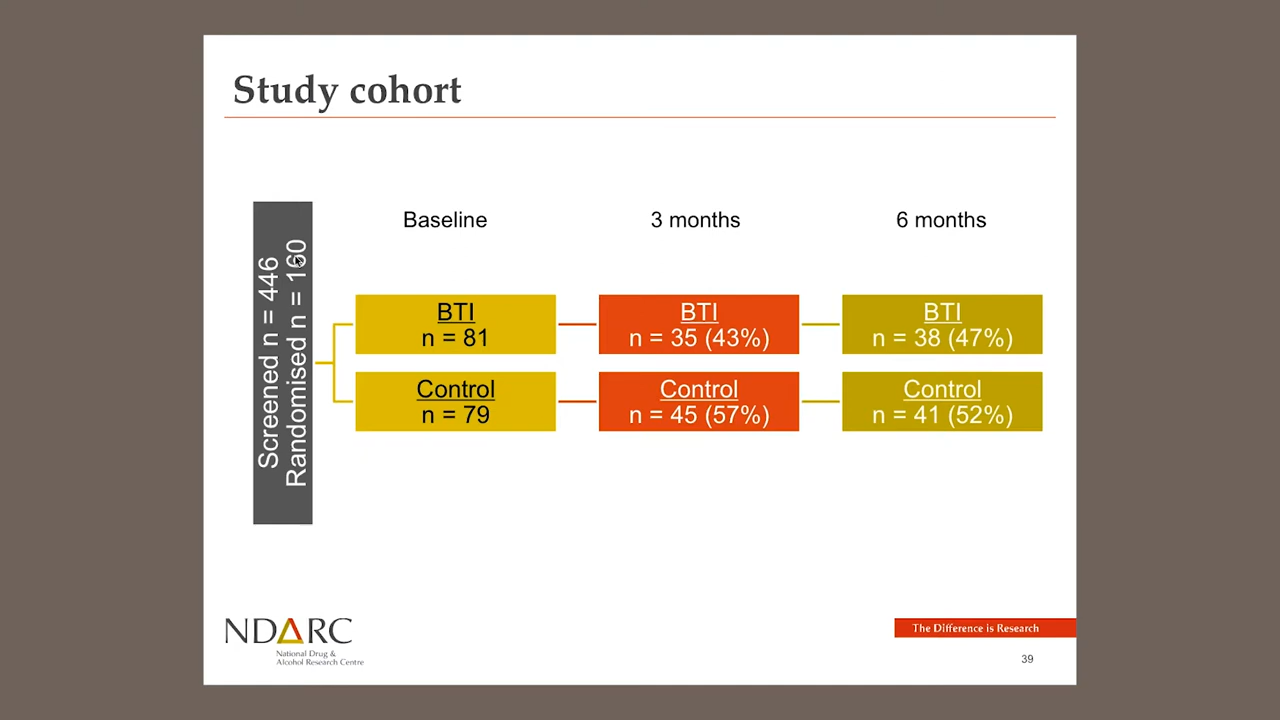 Study cohort
Screened n = 446
Randomised n = 160
Baseline
3 months
6 months
BTI
n = 81
BTI
n = 35 (43%)
BTI
n = 38 (47%)
Control
n = 79
Control
n = 45 (57%)
Control
n = 41 (52%)
NDARC
National Drug &
Alcohol Research Centre
The Difference is Research
39